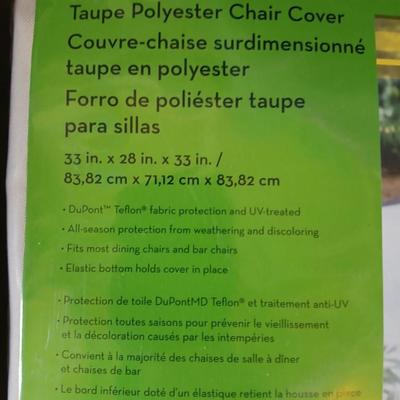 Taupe Polyester Chair Cover
Couvre-chaise surdimensionné
taupe en polyester
Forro de poliéster taupe
para sillas
33 in. x 28 in. x 33 in. /
83,82 cm x 71,12 cm x 83,82 cm
• DuPont™ Teflon® fabric protection and UV-treated
• All-season protection from weathering and discoloring
• Fits most dining chairs and bar chairs
• Elastic bottom holds cover in place
• Protection de toile DuPontMD Teflon® et traitement anti-UV
• Protection toutes saisons pour prévenir le vieillissement
et la décoloration causés par les intempéries
• Convient à la majorité des chaises de salle à dîner
et chaises de bar
• Le bord inférieur doté d'un élastique retient la housse en place